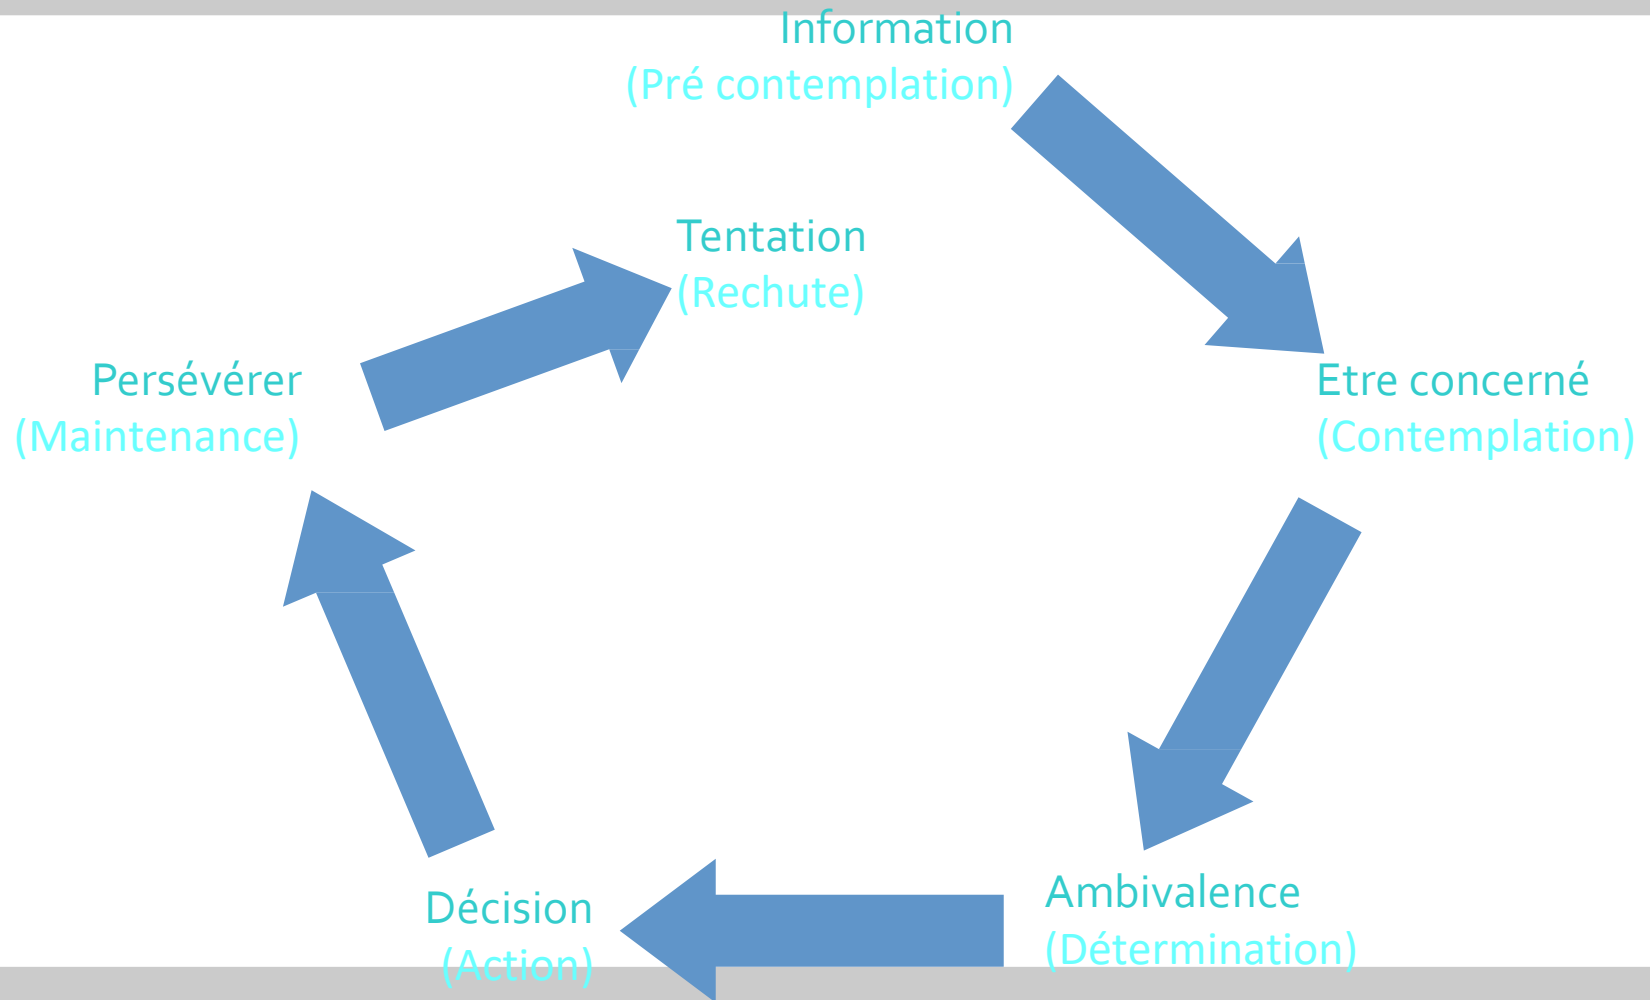 Information
(Pré contemplation)
Tentation
(Rechute)
Persévérer
(Maintenance)
Etre concerné
(Contemplation)
Décision
(Action)
Ambivalence
(Détermination)